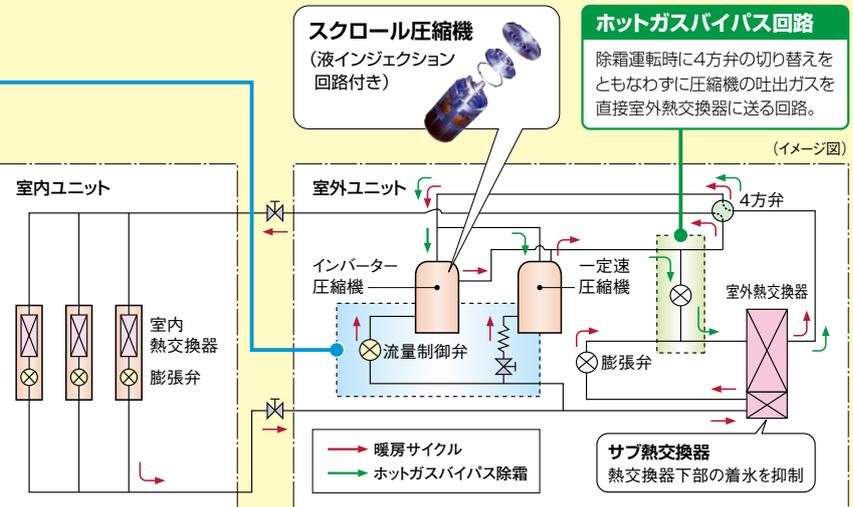 スクロール圧縮機
(液インジェクション
回路付き)
ホットガスバイパス回路
除霜運転時に4方弁の切り替えを
ともなわずに圧縮機の吐出ガスを
直接室外熱交換器に送る回路。
(イメージ図)
室内ユニット
室外ユニット
4方弁
インバーター
圧縮機
一定速
圧縮機
室外熱交換器
室内
熱交換器
膨張弁
流量制御弁
膨張弁
暖房サイクル
ホットガスバイパス除霜
サブ熱交換器
熱交換器下部の着氷を抑制